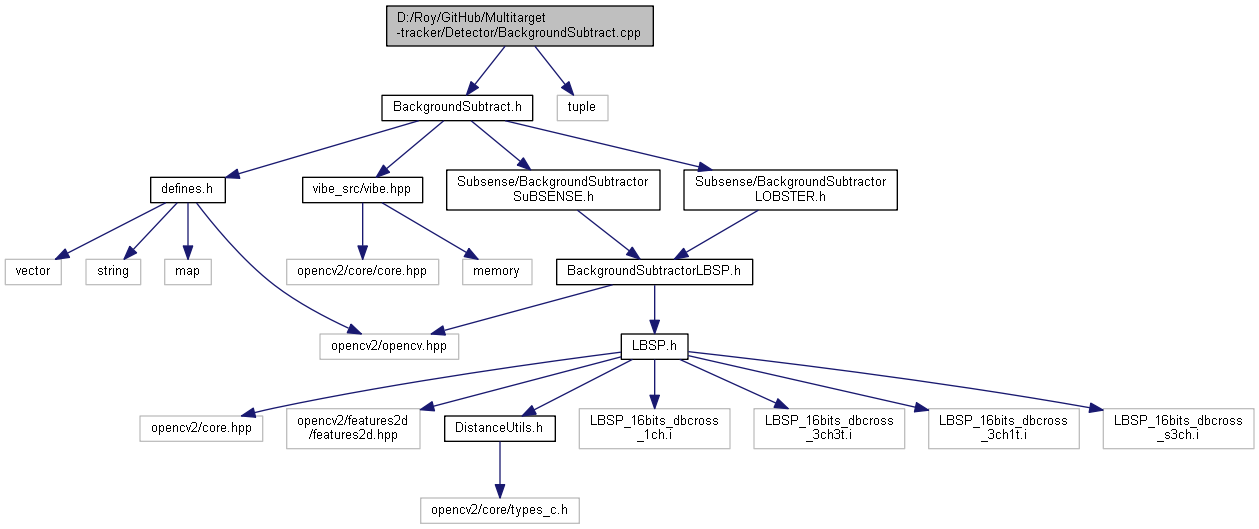 D:/Roy/GitHub/Multitarget
-tracker/Detector/BackgroundSubtract.cpp
BackgroundSubtract.h
tuple
defines.h
vibe_src/vibe.hpp
Subsense/BackgroundSubtractor
SuBSENSE.h
Subsense/BackgroundSubtractor
LOBSTER.h
vector
string
map
opencv2/core/core.hpp
memory
BackgroundSubtractorLBSP.h
opencv2/opencv.hpp
LBSP.h
opencv2/core.hpp
opencv2/features2d
/features2d.hpp
DistanceUtils.h
LBSP_16bits_dbcross
_1ch.i
LBSP_16bits_dbcross
_3ch3t.i
LBSP_16bits_dbcross
_3ch1t.i
LBSP_16bits_dbcross
_s3ch.i
opencv2/core/types_c.h